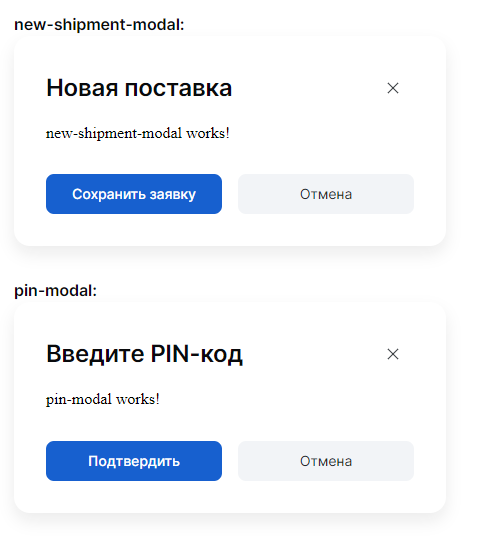 new-shipment-modal:
Новая поставка
new-shipment-modal works!
Сохранить заявку
Отмена
pin-modal:
Введите PIN-код
pin-modal works!
Подтвердить
Отмена